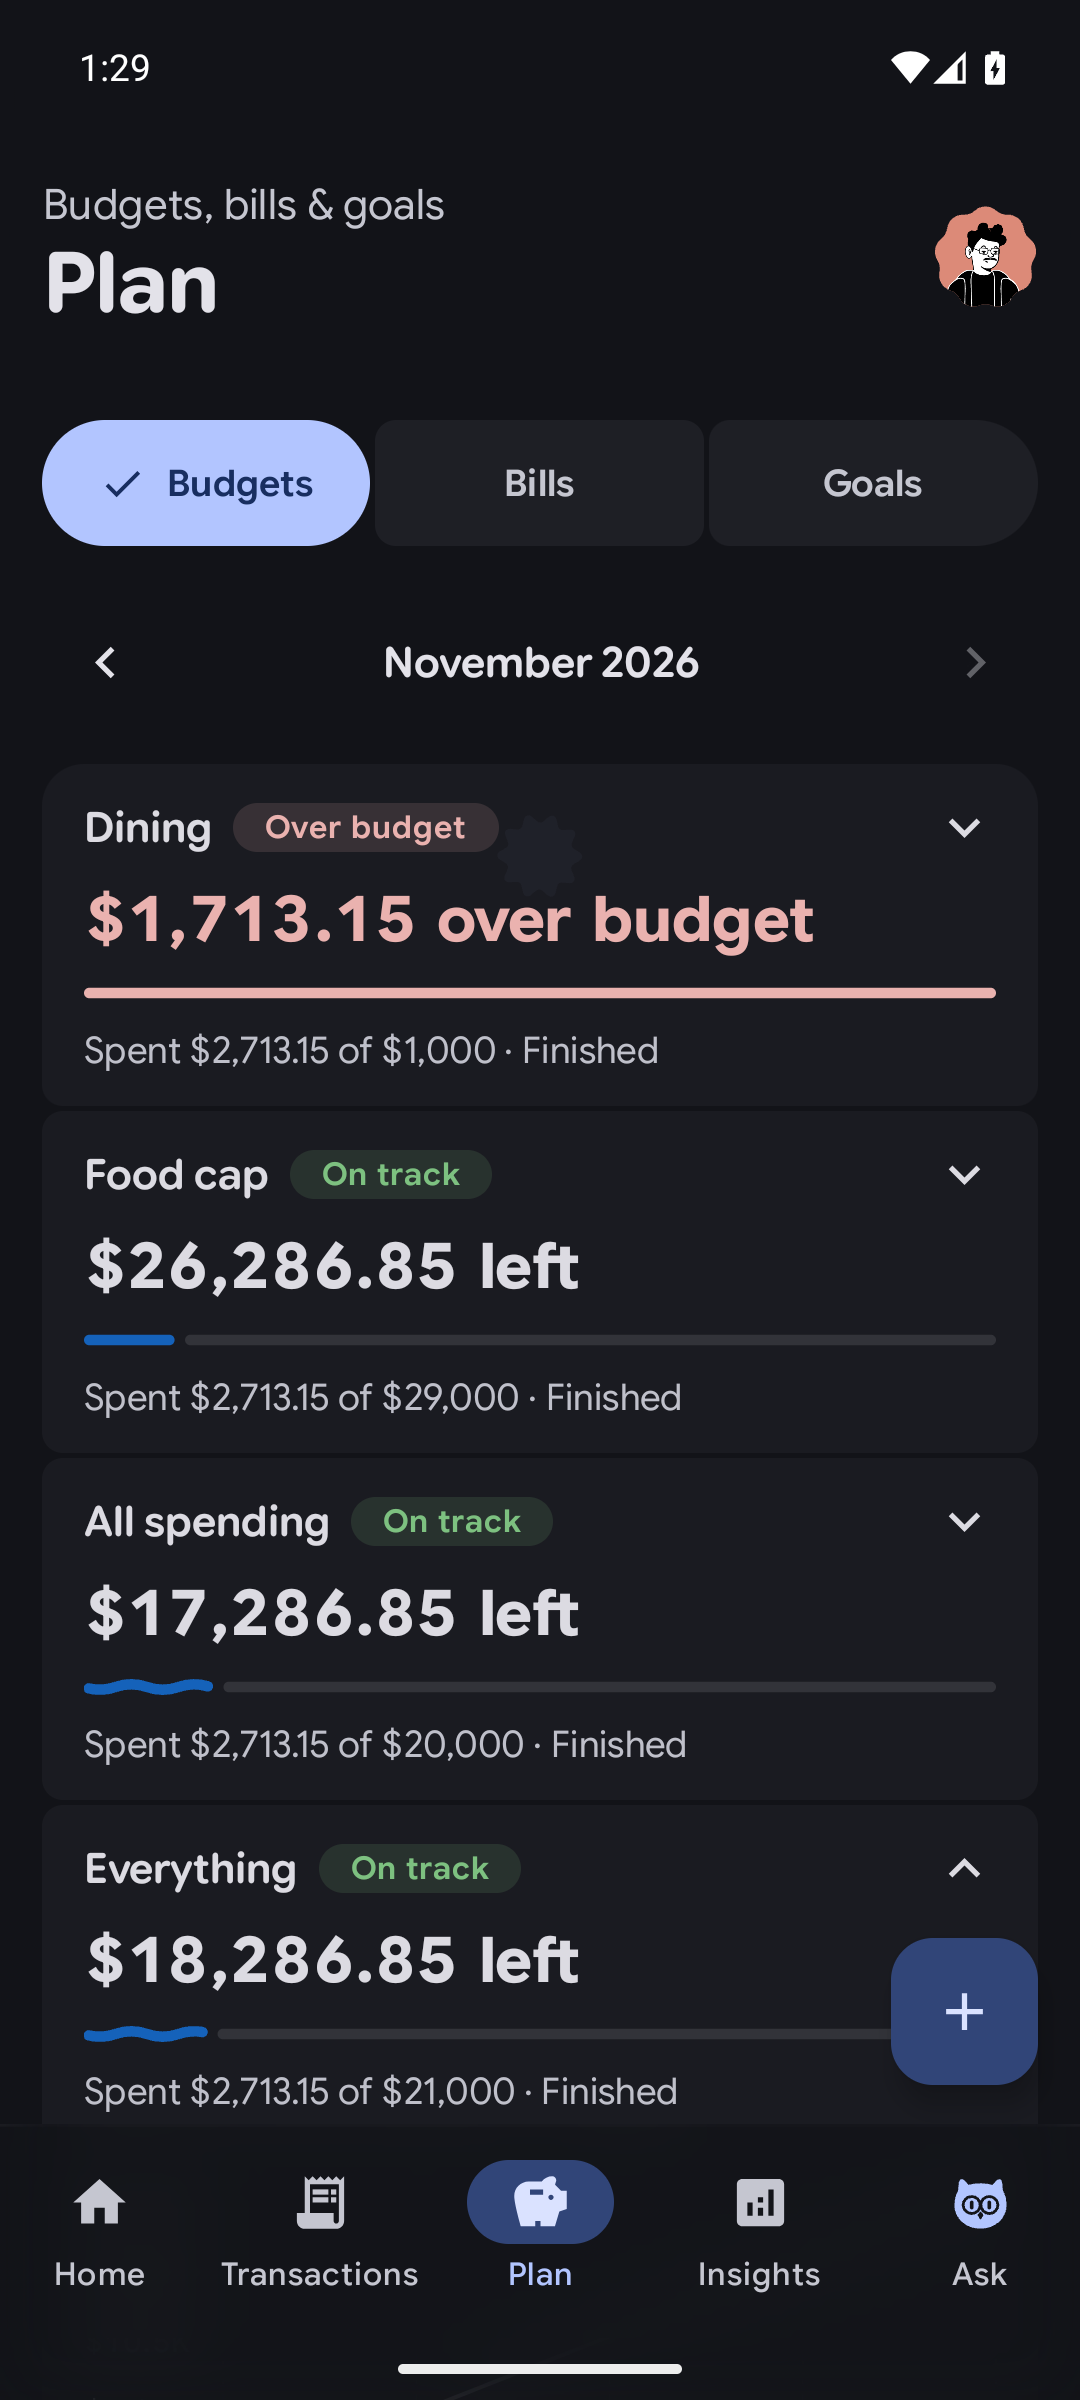 1:29
Budgets, bills & goals
Plan
Budgets
Bills
Goals
November 2026
Dining
Over budget
$1,713.15 over budget
Spent $2,713.15 of $1,000 · Finished
Food cap
On track
$26,286.85 left
Spent $2,713.15 of $29,000 · Finished
All spending
On track
$17,286.85 left
Spent $2,713.15 of $20,000 · Finished
Everything
On track
$18,286.85 left
Spent $2,713.15 of $21,000 · Finished
Home
Transactions
Plan
Insights
Ask